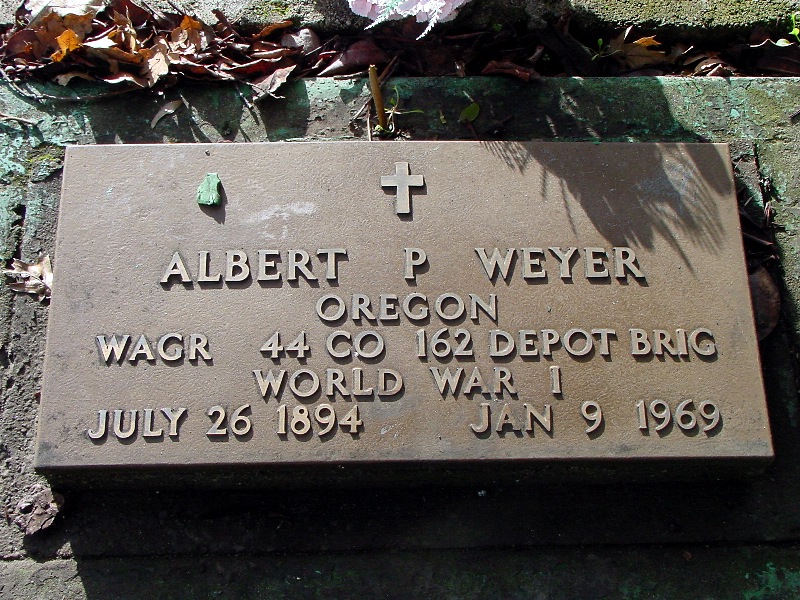 ALBERT P WEYER
OREGON
WAGR 44 CO 162 DEPOT BRIG
WORLD WAR I
JULY 26 1894 JAN 9 1969